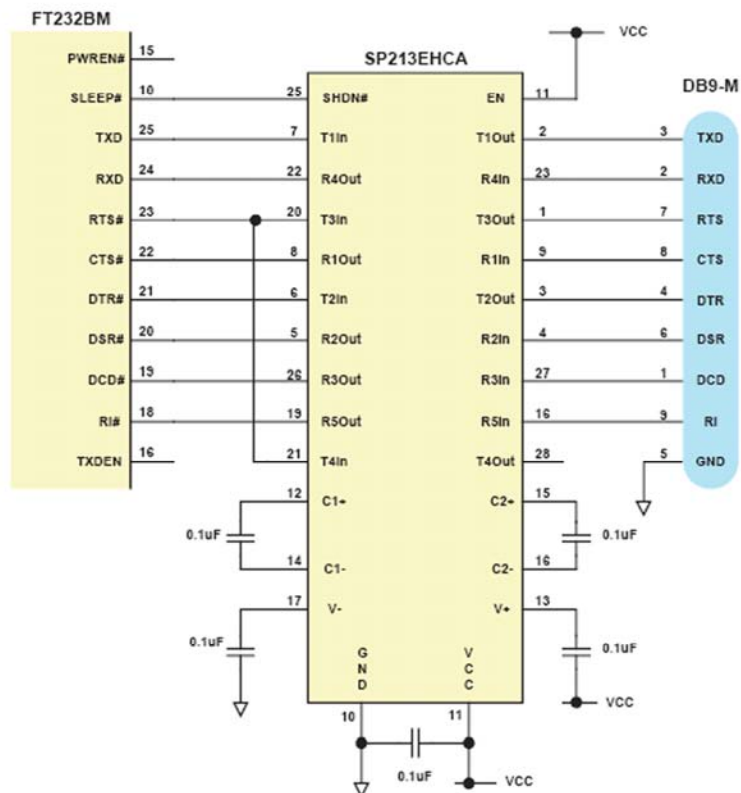 FT232BM
SP213EHCA
DB9-M
VCC
PWREN# 15
SLEEP# 10 25 SHDN# EN 11
TXD 25 7 T1In T1Out 2 3 TXD
RXD 24 22 R4Out R4In 23 2 RXD
RTS# 23 20 T3In T3Out 1 7 RTS
CTS# 22 8 R1Out R1In 9 8 CTS
DTR# 21 6 T2In T2Out 3 4 DTR
DSR# 20 5 R2Out R2In 4 6 DSR
DCD# 19 26 R3Out R3In 27 1 DCD
RI# 18 19 R5Out R5In 16 9 RI
TXDEN 16 21 T4In T4Out 28 5 GND
12 C1+ C2+ 15
0.1uF 0.1uF
14 C1- C2- 16
17 V- V+ 13
0.1uF 0.1uF
GND VCC
VCC
10 11
0.1uF
VCC